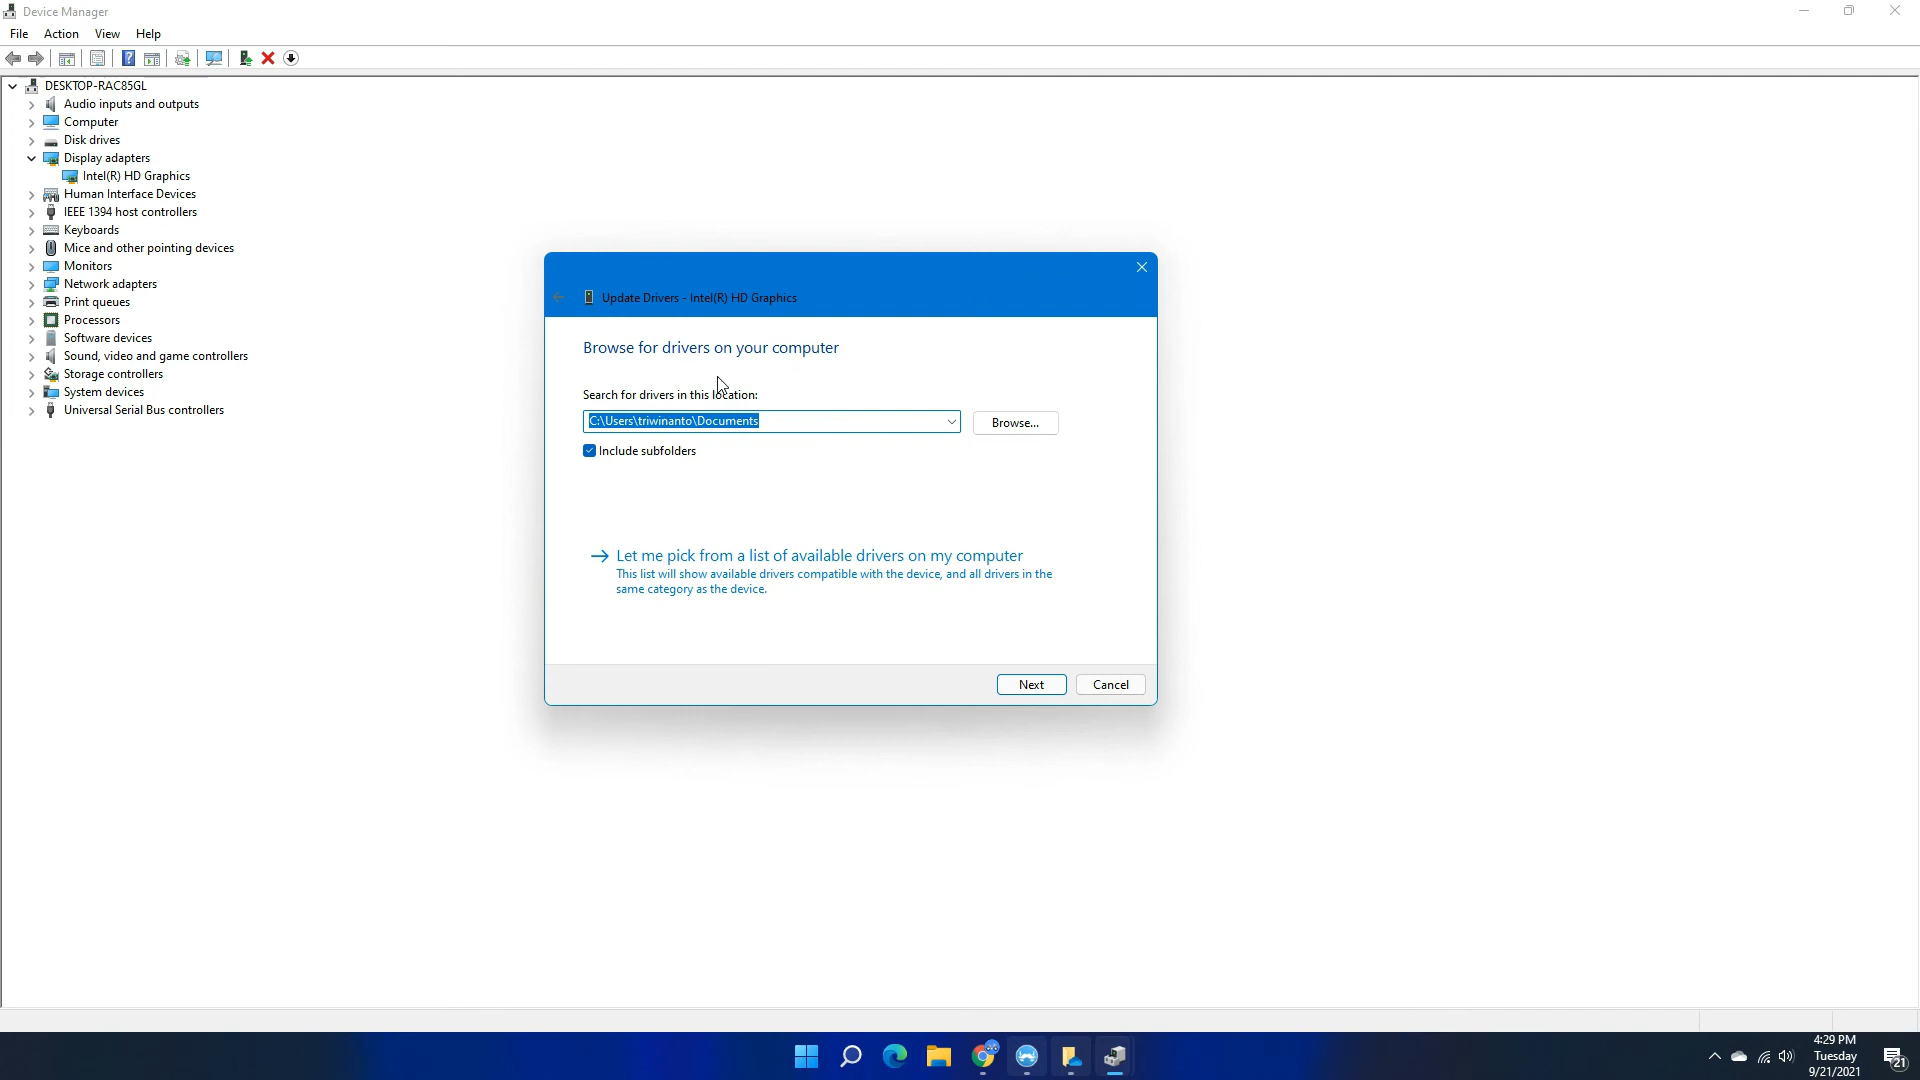 Device Manager
File Action View Help
DESKTOP-RAC85GL
Audio inputs and outputs
Computer
Disk drives
Display adapters
Intel(R) HD Graphics
Human Interface Devices
IEEE 1394 host controllers
Keyboards
Mice and other pointing devices
Monitors
Network adapters
Print queues
Processors
Software devices
Sound, video and game controllers
Storage controllers
System devices
Universal Serial Bus controllers
Update Drivers - Intel(R) HD Graphics
Browse for drivers on your computer
Search for drivers in this location:
C:\Users\triwinanto\Documents
Browse...
Include subfolders
Let me pick from a list of available drivers on my computer
This list will show available drivers compatible with the device, and all drivers in the
same category as the device.
Next Cancel
4:29 PM
Tuesday
9/21/2021
21